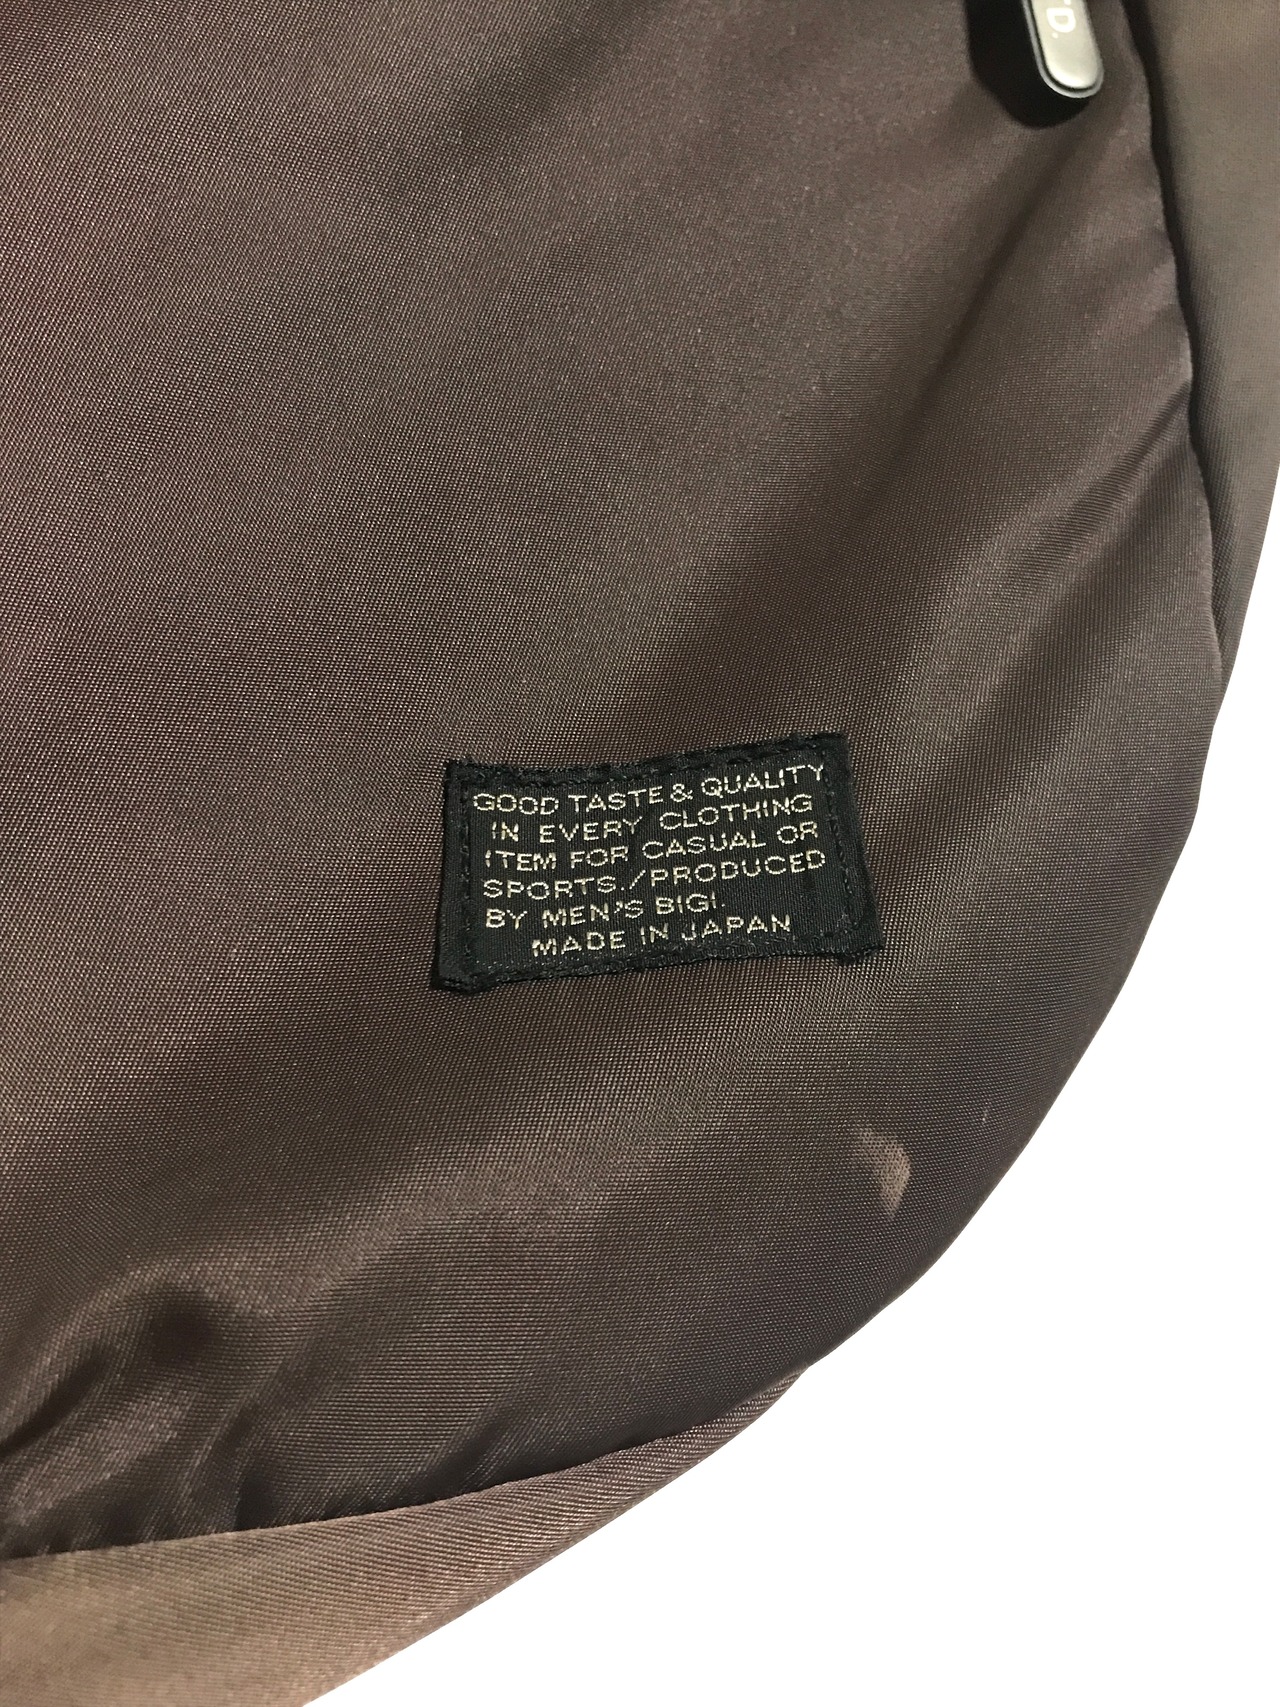 'D.
GOOD TASTE & QUALITY
IN EVERY CLOTHING
ITEM FOR CASUAL OR
SPORTS./PRODUCED
BY MEN'S BIGI.
MADE IN JAPAN